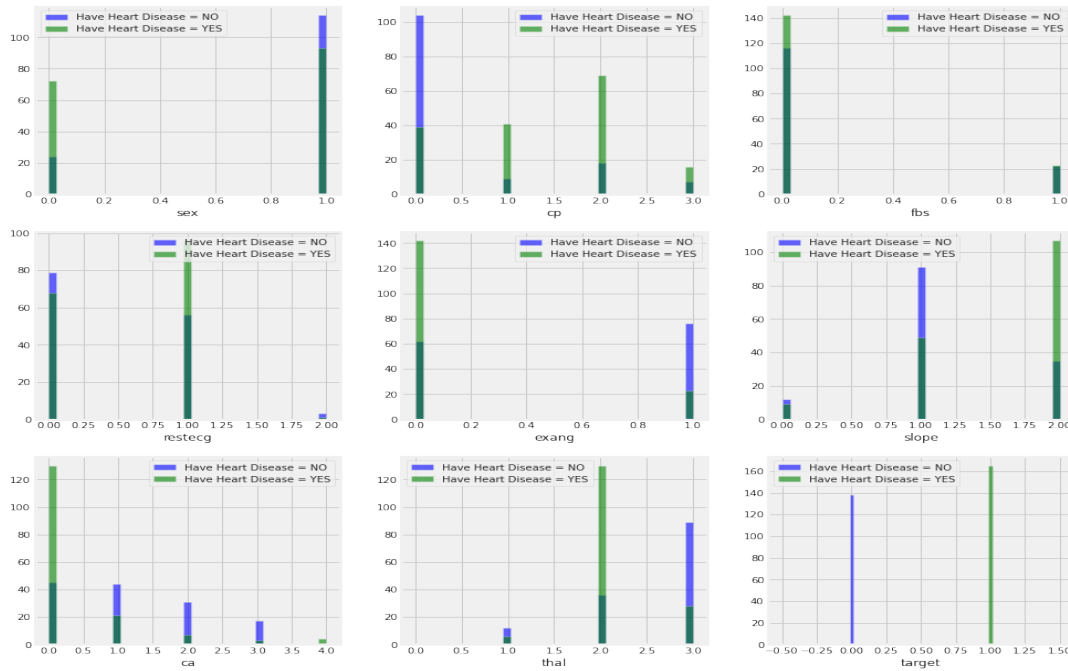 Have Heart Disease = NO
Have Heart Disease = YES
100
80
60
40
20
0
0.0 0.2 0.4 0.6 0.8 1.0
sex
Have Heart Disease = NO
Have Heart Disease = YES
100
80
60
40
20
0
0.0 0.5 1.0 1.5 2.0 2.5 3.0
cp
Have Heart Disease = NO
Have Heart Disease = YES
140
120
100
80
60
40
20
0
0.0 0.2 0.4 0.6 0.8 1.0
fbs
Have Heart Disease = NO
Have Heart Disease = YES
100
80
60
40
20
0
0.00 0.25 0.50 0.75 1.00 1.25 1.50 1.75 2.00
restecg
Have Heart Disease = NO
Have Heart Disease = YES
140
120
100
80
60
40
20
0
0.0 0.2 0.4 0.6 0.8 1.0
exang
Have Heart Disease = NO
Have Heart Disease = YES
100
80
60
40
20
0
0.00 0.25 0.50 0.75 1.00 1.25 1.50 1.75 2.00
slope
Have Heart Disease = NO
Have Heart Disease = YES
120
100
80
60
40
20
0
0.0 0.5 1.0 1.5 2.0 2.5 3.0 3.5 4.0
ca
Have Heart Disease = NO
Have Heart Disease = YES
120
100
80
60
40
20
0
0.0 0.5 1.0 1.5 2.0 2.5 3.0
thal
Have Heart Disease = NO
Have Heart Disease = YES
160
140
120
100
80
60
40
20
0
−0.50 −0.25 0.00 0.25 0.50 0.75 1.00 1.25 1.50
target